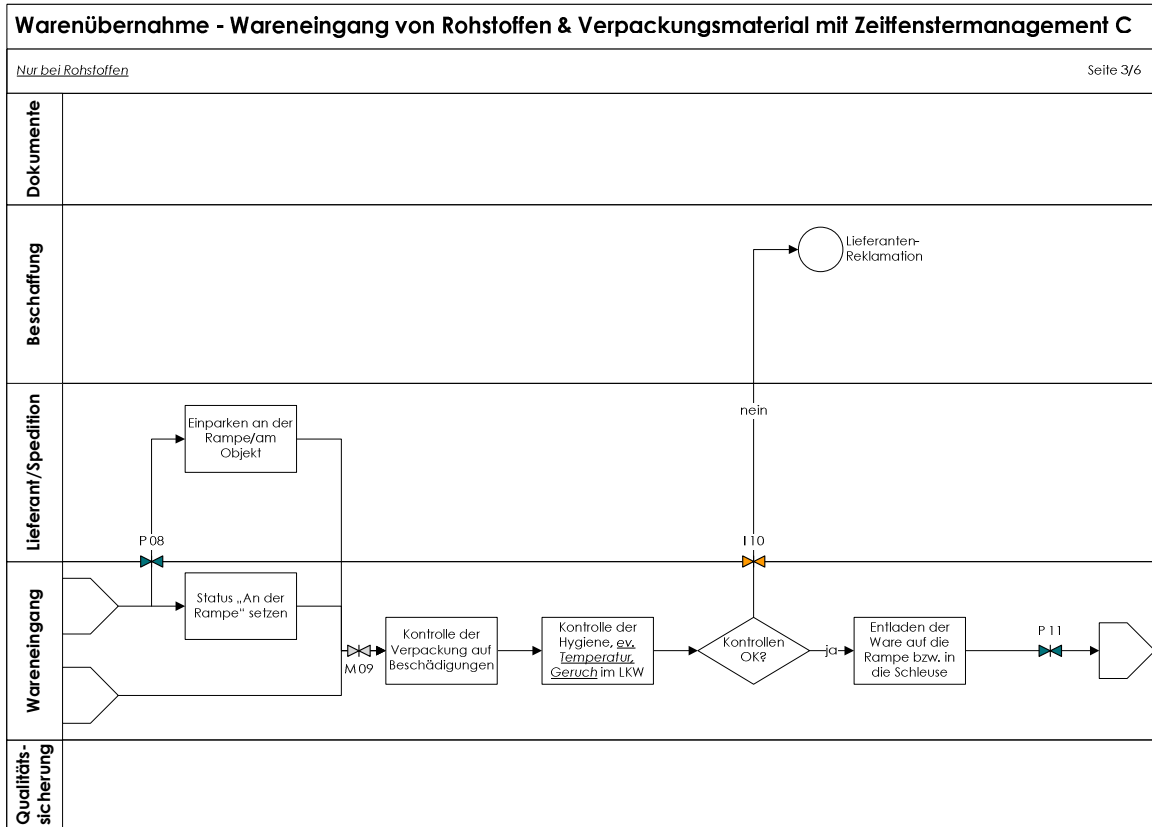 Warenübernahme - Wareneingang von Rohstoffen & Verpackungsmaterial mit Zeitfenstermanagement C
Nur bei Rohstoffen
Seite 3/6
Dokumente
Beschaffung
Lieferanten-
Reklamation
Lieferant/Spedition
nein
Einparken an der
Rampe/am
Objekt
P 08
I 10
Wareneingang
Status „An der
Rampe“ setzen
M 09
Kontrolle der
Verpackung auf
Beschädigungen
Kontrolle der
Hygiene, ev.
Temperatur,
Geruch im LKW
Kontrollen
OK?
ja
Entladen der
Ware auf die
Rampe bzw. in
die Schleuse
P 11
Qualitäts-
sicherung